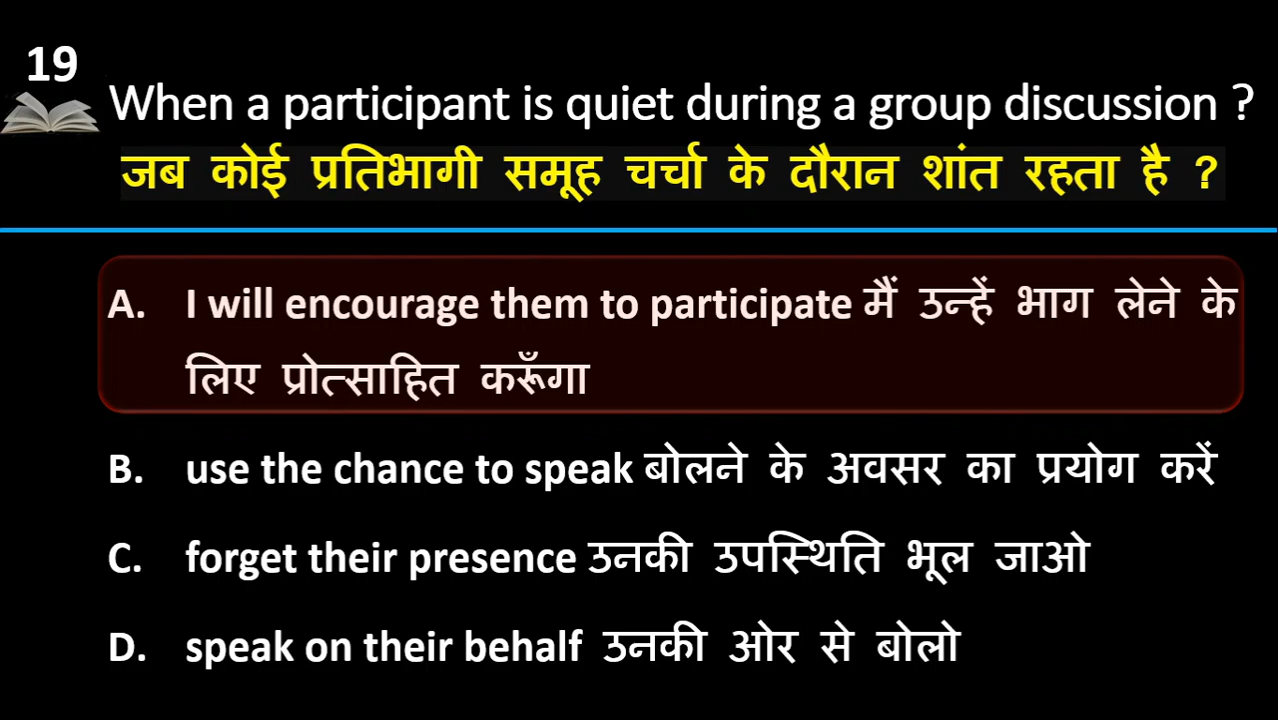 19
When a participant is quiet during a group discussion ?
जब कोई प्रतिभागी समूह चर्चा के दौरान शांत रहता है ?
A. I will encourage them to participate मैं उन्हें भाग लेने के
लिए प्रोत्साहित करूँगा
B. use the chance to speak बोलने के अवसर का प्रयोग करें
C. forget their presence उनकी उपस्थिति भूल जाओ
D. speak on their behalf उनकी ओर से बोलो